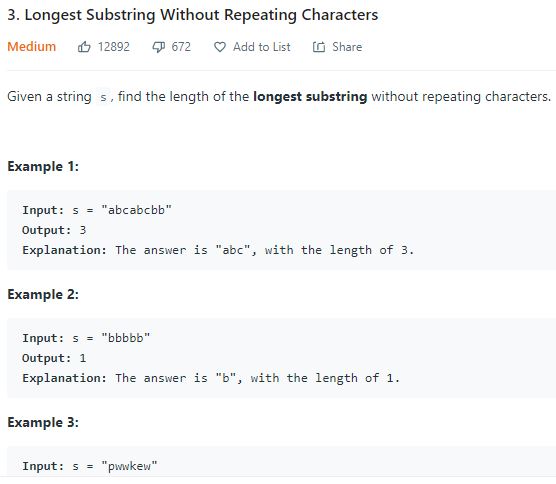 3. Longest Substring Without Repeating Characters
Medium 12892 672 Add to List Share
Given a string s, find the length of the longest substring without repeating characters.
Example 1:
Input: s = "abcabcbb"
Output: 3
Explanation: The answer is "abc", with the length of 3.
Example 2:
Input: s = "bbbbb"
Output: 1
Explanation: The answer is "b", with the length of 1.
Example 3:
Input: s = "pwwkew"